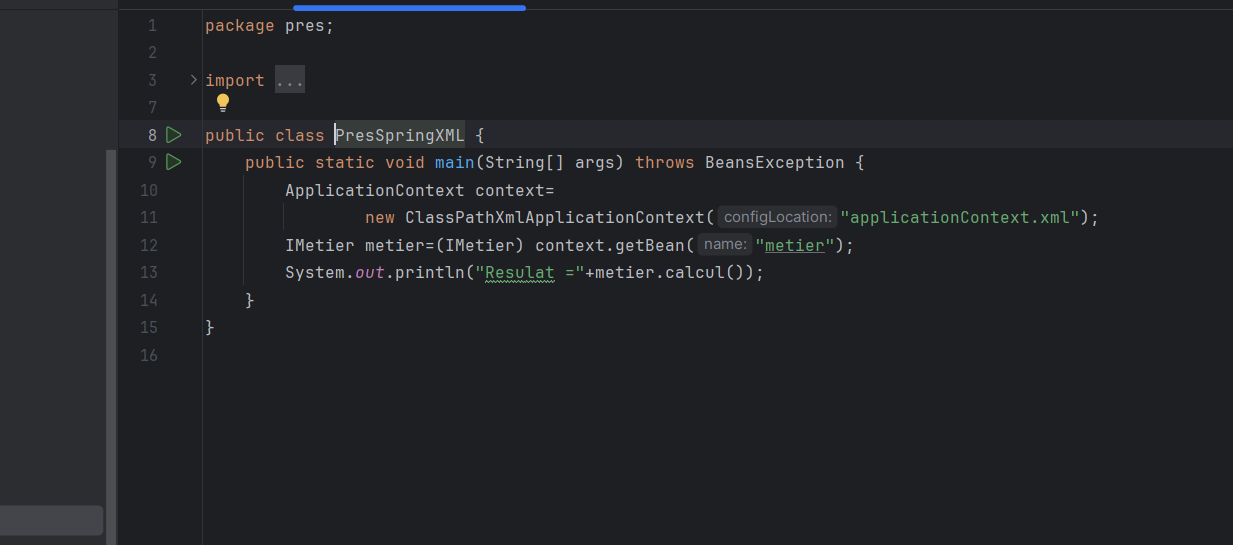 1 package pres;
2
3 import ...
7
8 public class PresSpringXML {
9 public static void main(String[] args) throws BeansException {
10 ApplicationContext context=
11 new ClassPathXmlApplicationContext( configLocation: "applicationContext.xml");
12 IMetier metier=(IMetier) context.getBean( name: "metier");
13 System.out.println("Resulat ="+metier.calcul());
14 }
15 }
16